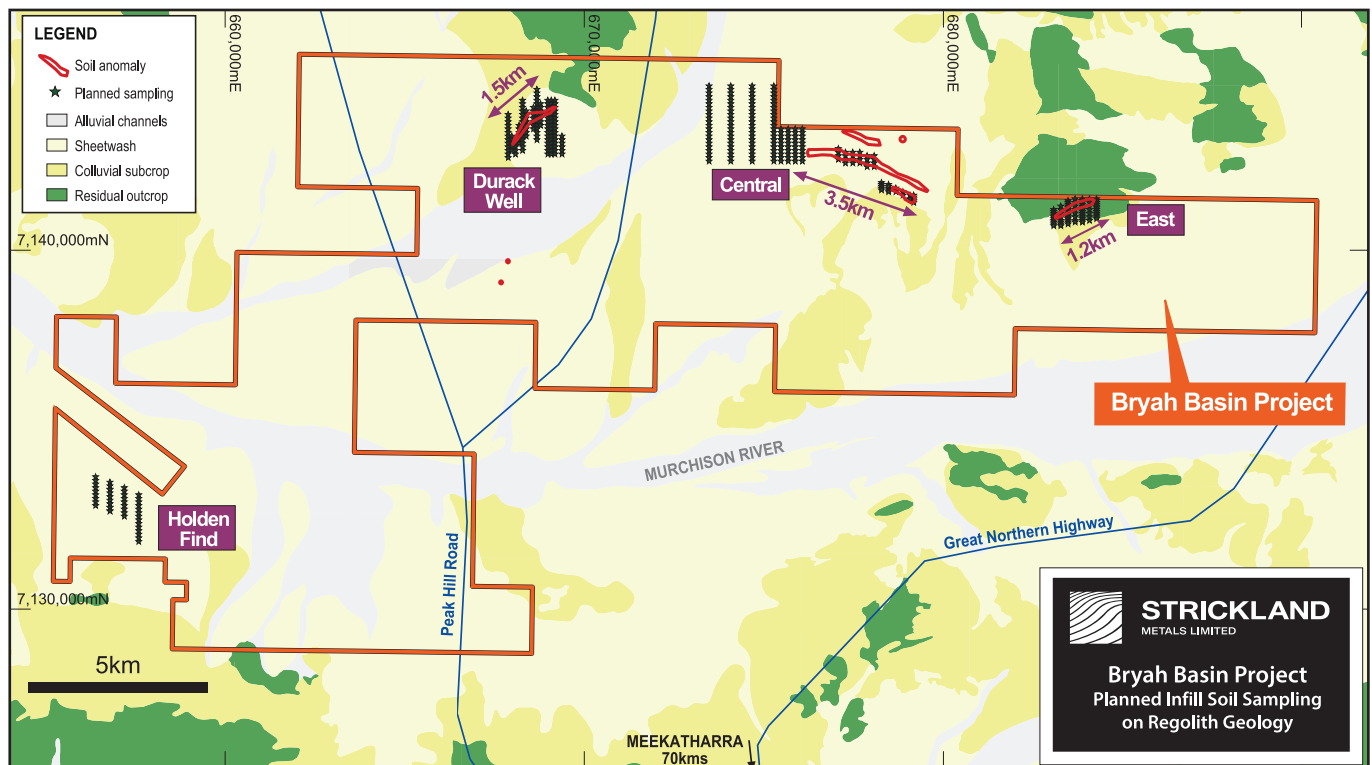 LEGEND
Soil anomaly
Planned sampling
Alluvial channels
Sheetwash
Colluvial subcrop
Residual outcrop
660,000mE
670,000mE
680,000mE
1.5km
Durack
Well
Central
3.5km
East
1.2km
7,140,000mN
Bryah Basin Project
MURCHISON RIVER
Holden
Find
Peak Hill Road
Great Northern Highway
7,130,000mN
5km
MEEKATHARRA
70kms
STRICKLAND
METALS LIMITED
Bryah Basin Project
Planned Infill Soil Sampling
on Regolith Geology